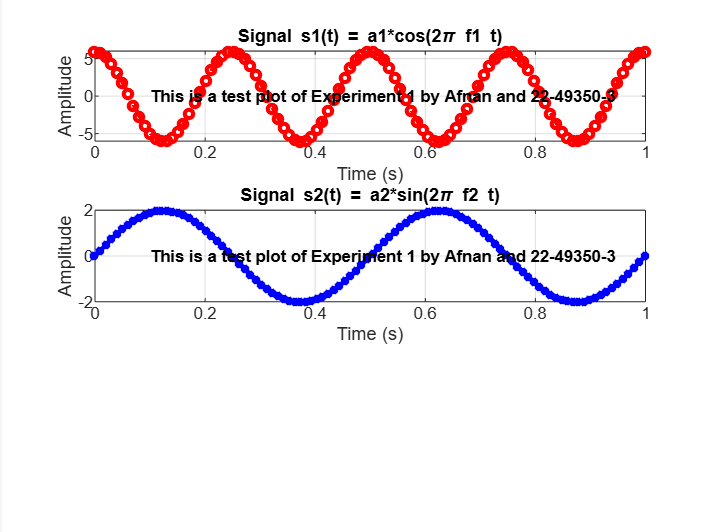 Signal s1(t) = a1*cos(2π f1 t)
Amplitude
5
0
-5
This is a test plot of Experiment 1 by Afnan and 22-49350-3
0 0.2 0.4 0.6 0.8 1
Time (s)
Signal s2(t) = a2*sin(2π f2 t)
Amplitude
2
0
-2
This is a test plot of Experiment 1 by Afnan and 22-49350-3
0 0.2 0.4 0.6 0.8 1
Time (s)